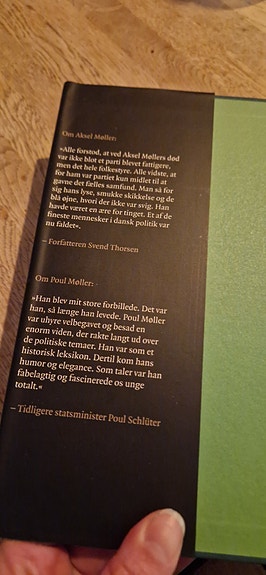 Om Aksel Møller:
»Alle forstod, at ved Aksel Møllers død
var ikke blot et parti blevet fattigere,
men det hele folkestyre. Alle vidste, at
for ham var partiet kun midlet til at
gavne det fælles samfund. Man så for
sig hans lyse, smukke skikkelse og de
blå øjne, hvori der ikke var svig. Han
havde været en ære for tinget. Et af de
fineste mennesker i dansk politik var
nu faldet«.
– Forfatteren Svend Thorsen
Om Poul Møller:
»Han blev mit store forbillede. Det var
han, så længe han levede. Poul Møller
var uhyre velbegavet og besad en
enorm viden, der rakte langt ud over
de politiske temaer. Han var som et
historisk leksikon. Dertil kom hans
humor og elegance. Som taler var han
fabelagtig og fascinerede os unge
totalt.«
– Tidligere statsminister Poul Schlüter